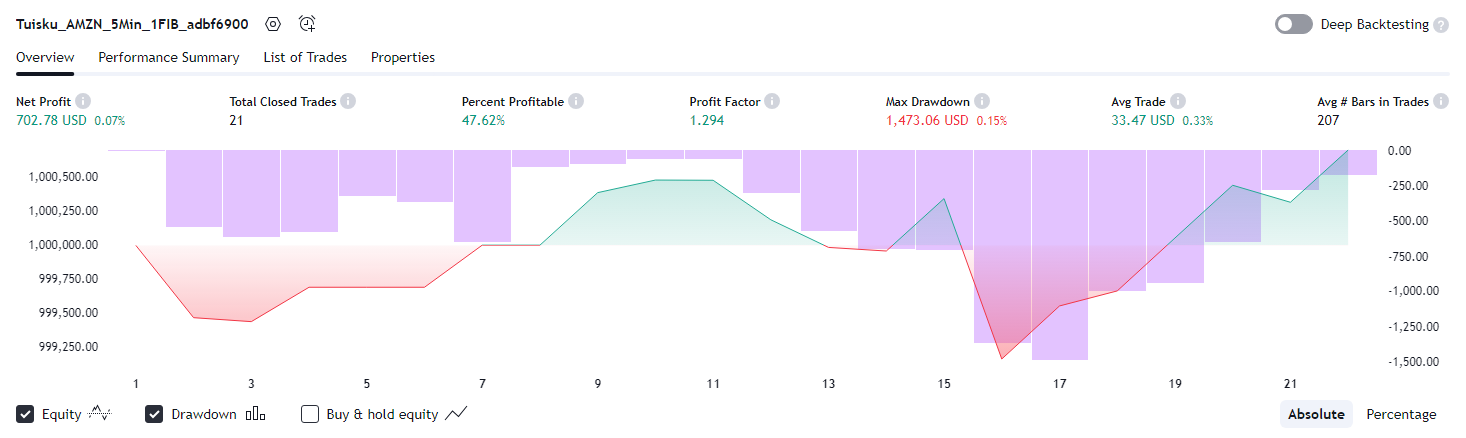 Tuisku_AMZN_5Min_1FIB_adbf6900 Deep Backtesting ?
Overview Performance Summary List of Trades Properties
Net Profit i Total Closed Trades i Percent Profitable i Profit Factor i Max Drawdown i Avg Trade i Avg # Bars in Trades i
702.78 USD 0.07% 21 47.62% 1.294 1,473.06 USD 0.15% 33.47 USD 0.33% 207
0.00
1,000,500.00 -250.00
1,000,250.00 -500.00
1,000,000.00 -750.00
999,750.00 -1,000.00
999,500.00 -1,250.00
999,250.00 -1,500.00
1 3 5 7 9 11 13 15 17 19 21
Equity Drawdown Buy & hold equity Absolute Percentage